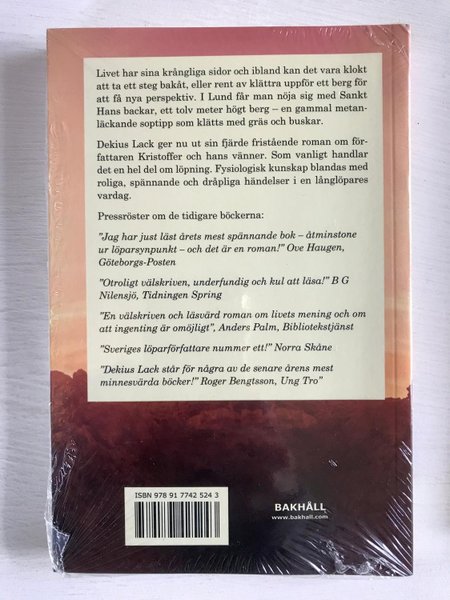 Livet har sina krångliga sidor och ibland kan det vara klokt
att ta ett steg bakåt, eller rent av klättra uppför ett berg för
att få nya perspektiv. I Lund får man nöja sig med Sankt
Hans backar, ett tolv meter högt berg – en gammal metan-
läckande soptipp som klätts med gräs och buskar.
Dekius Lack ger nu ut sin fjärde fristående roman om för-
fattaren Kristoffer och hans vänner. Som vanligt handlar
det en hel del om löpning. Fysiologisk kunskap blandas med
roliga, spännande och dråpliga händelser i en långlöpares
vardag.
Pressröster om de tidigare böckerna:
"Jag har just läst årets mest spännande bok - åtminstone
ur löparsynpunkt – och det är en roman!" Ove Haugen,
Göteborgs-Posten
"Otroligt välskriven, underfundig och kul att läsa!" B G
Nilensjö, Tidningen Spring
"En välskriven och läsvärd roman om livets mening och om
att ingenting är omöjligt", Anders Palm, Bibliotekstjänst
"Sveriges löparförfattare nummer ett!" Norra Skåne
"Dekius Lack står för några av de senare årens mest
minnesvärda böcker!" Roger Bengtsson, Ung Tro"
ISBN 978 91 7742 524 3
BAKHÅLL
www.bakhall.com